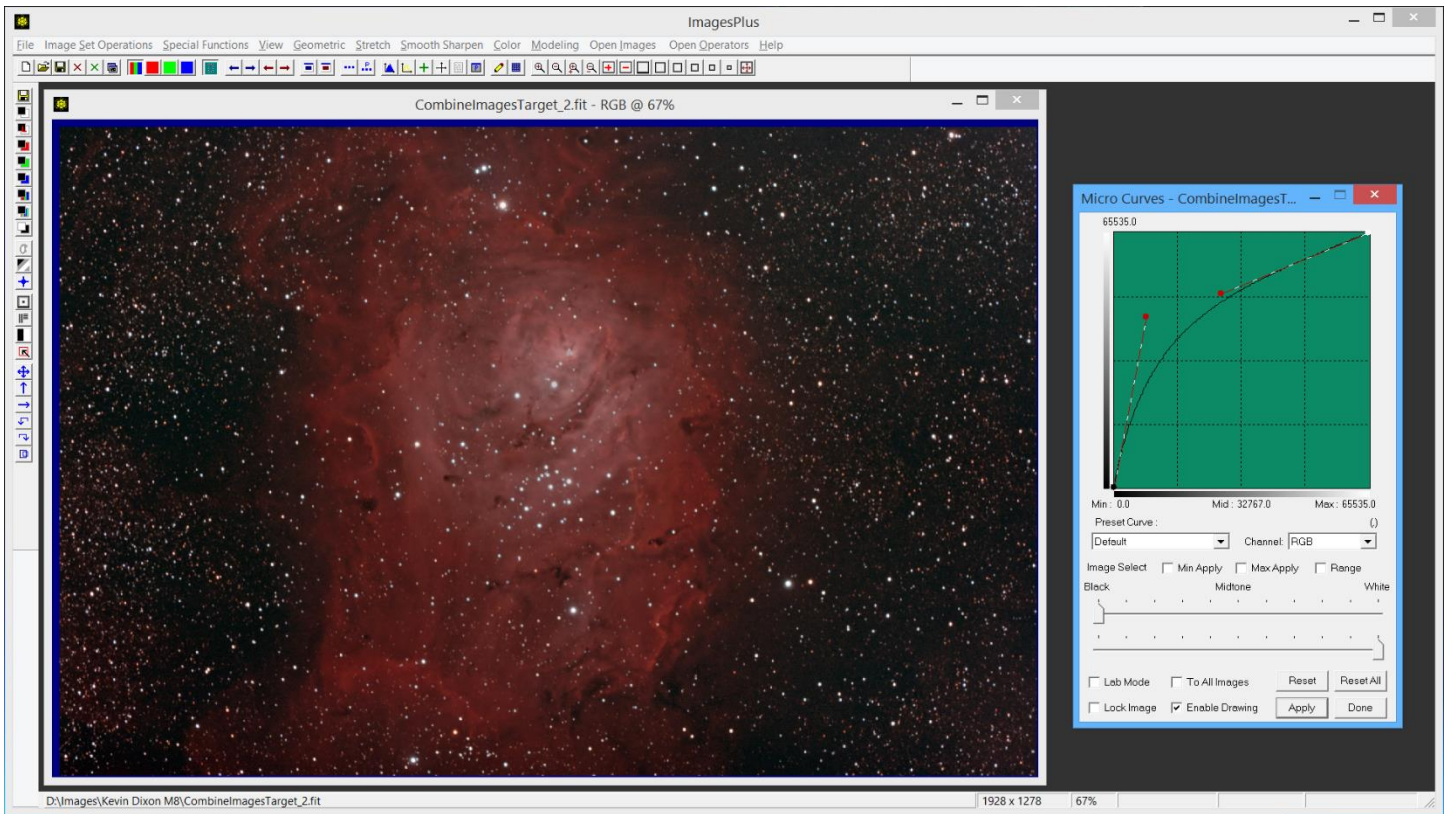 ImagesPlus
File Image Set Operations Special Functions View Geometric Stretch Smooth Sharpen Color Modeling Open Images Open Operators Help
CombineImagesTarget_2.fit - RGB @ 67%
Micro Curves - CombineImagesT...
65535.0
Min : 0.0 Mid : 32767.0 Max : 65535.0
Preset Curve : (,)
Default Channel: RGB
Image Select Min Apply Max Apply Range
Black Midtone White
Lab Mode To All Images Reset Reset All
Lock Image Enable Drawing Apply Done
D:\Images\Kevin Dixon M8\CombineImagesTarget_2.fit 1928 x 1278 67%